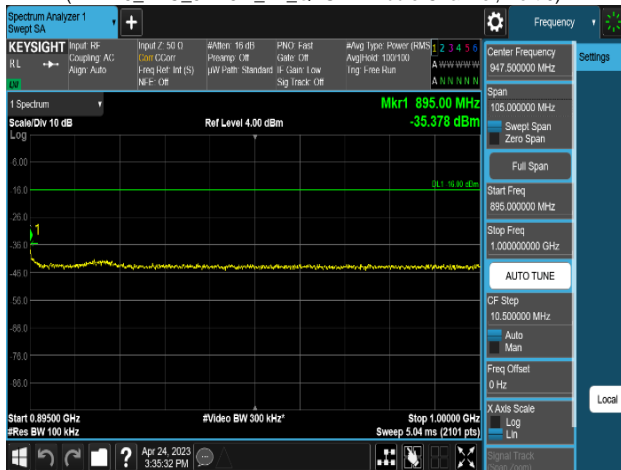 Spectrum Analyzer 1
Swept SA
+
Frequency
KEYSIGHT
RL
Input: RF
Coupling: AC
Align: Auto
Input Z: 50 Ω
Corr CCorr
Freq Ref: Int (S)
NFE: Off
#Atten: 16 dB
Preamp: Off
µW Path: Standard
PNO: Fast
Gate: Off
IF Gain: Low
Sig Track: Off
#Avg Type: Power (RMS
Avg|Hold: 100/100
Trig: Free Run
1 2 3 4 5 6
A W W W W W
A N N N N N
1 Spectrum
Scale/Div 10 dB
Log
Ref Level 4.00 dBm
Mkr1 895.00 MHz
-35.378 dBm
DL1 -16.00 dBm
1
-6.00
-16.0
-26.0
-36.0
-46.0
-56.0
-66.0
-76.0
-86.0
Start 0.89500 GHz
#Res BW 100 kHz
#Video BW 300 kHz*
Stop 1.00000 GHz
Sweep 5.04 ms (2101 pts)
Apr 24, 2023
3:35:32 PM
Center Frequency
947.500000 MHz
Span
105.000000 MHz
Swept Span
Zero Span
Full Span
Start Freq
895.000000 MHz
Stop Freq
1.000000000 GHz
AUTO TUNE
CF Step
10.500000 MHz
Auto
Man
Freq Offset
0 Hz
X Axis Scale
Log
Lin
Signal Track
(Span Zoom)
Settings
Local